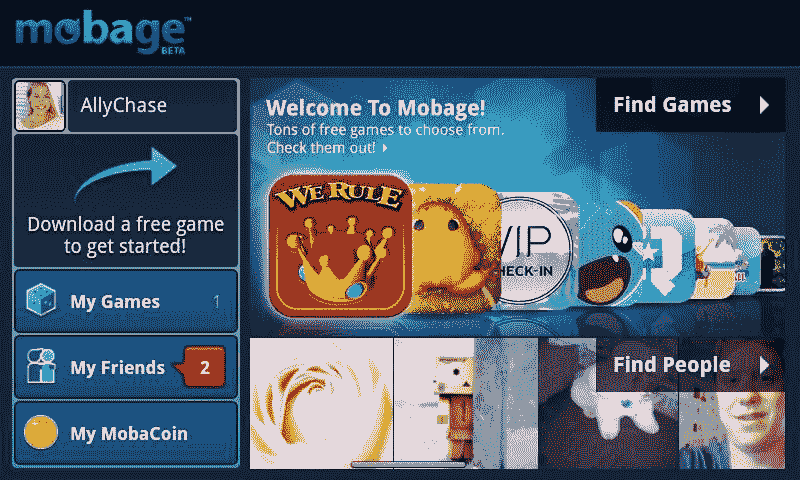 mobage™
BETA
AllyChase
Download a free game
to get started!
My Games 1
My Friends 2
My MobaCoin
Welcome To Mobage!
Tons of free games to choose from.
Check them out!
Find Games
WE RULE
VIP
CHECK-IN
Find People